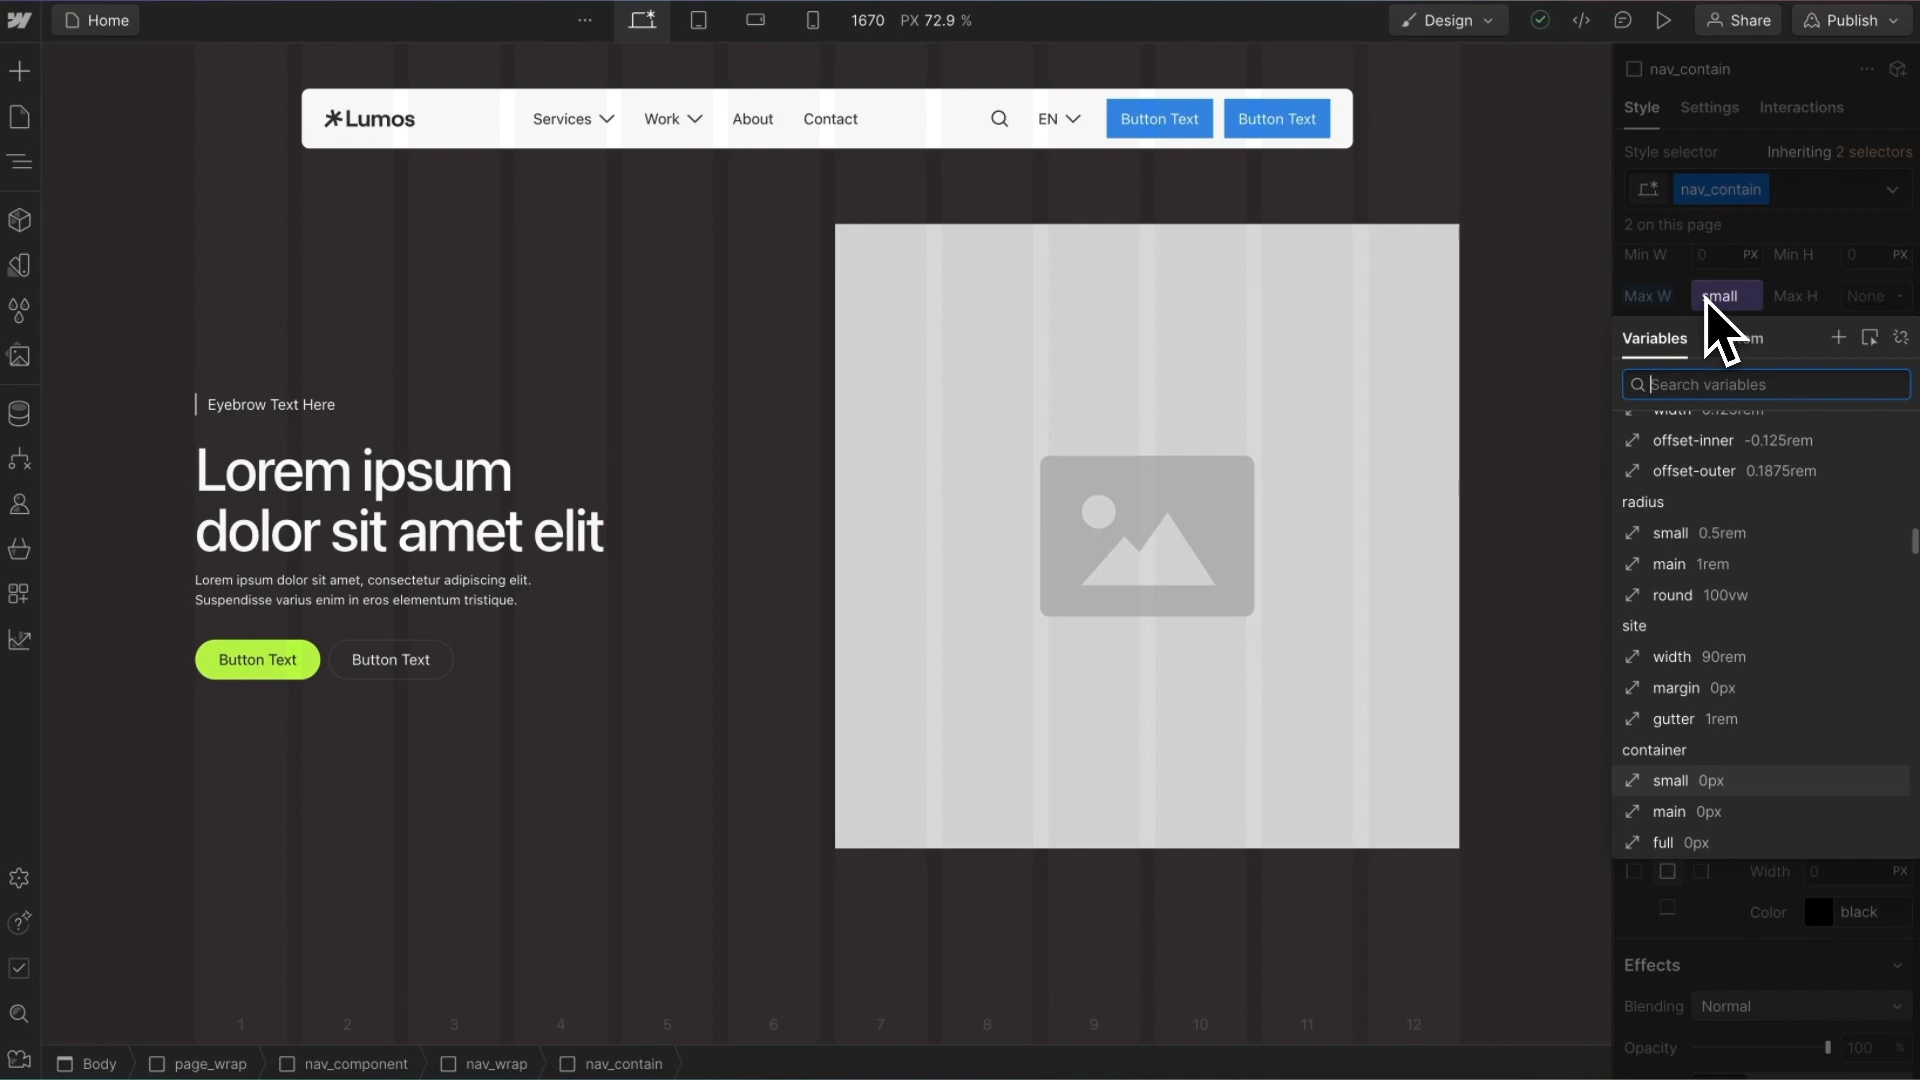 Home
1670 PX 72.9 %
Design
Share
Publish
Lumos
Services
Work
About
Contact
EN
Button Text
Button Text
Eyebrow Text Here
Lorem ipsum
dolor sit amet elit
Lorem ipsum dolor sit amet, consectetur adipiscing elit.
Suspendisse varius enim in eros elementum tristique.
Button Text
Button Text
1 2 3 4 5 6 7 8 9 10 11 12
Body
page_wrap
nav_component
nav_wrap
nav_contain
nav_contain
Style Settings Interactions
Style selector Inheriting 2 selectors
nav_contain
2 on this page
Min W 0 PX Min H 0 PX
Max W small Max H None
Variables
Search variables
width 0.125rem
offset-inner -0.125rem
offset-outer 0.1875rem
radius
small 0.5rem
main 1rem
round 100vw
site
width 90rem
margin 0px
gutter 1rem
container
small 0px
main 0px
full 0px
Width 0 PX
Color black
Effects
Blending Normal
Opacity 100 %